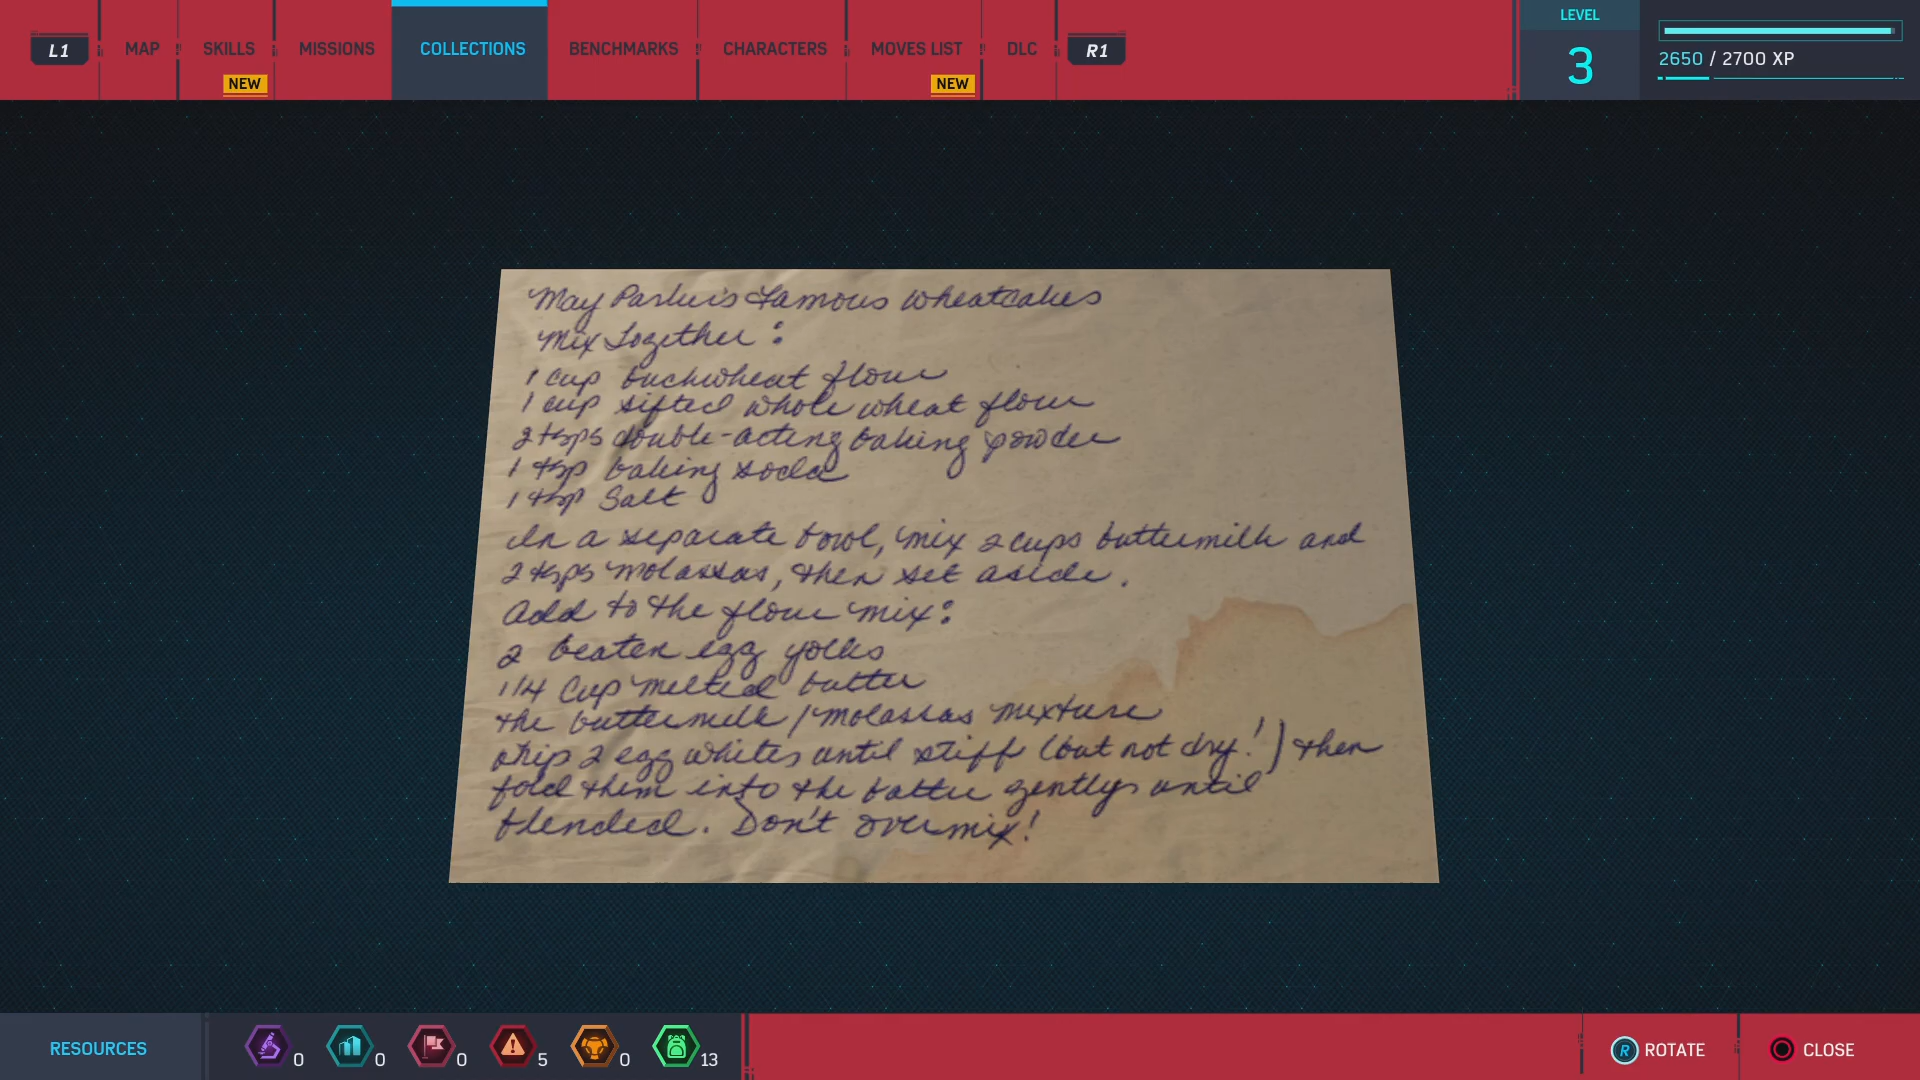 L1
MAP
SKILLS
NEW
MISSIONS
COLLECTIONS
BENCHMARKS
CHARACTERS
MOVES LIST
NEW
DLC
R1
LEVEL
3
2650 / 2700 XP
May Parker's Famous Wheatcakes
Mix Together :
1 cup buckwheat flour
1 cup sifted whole wheat flour
2 tsps double-acting baking powder
1 tsp baking soda
1 tsp Salt
In a separate bowl, mix 2 cups buttermilk and
2 tsps molassas, then set aside.
Add to the flour mix:
2 beaten egg yolks
1/4 Cup melted butter
the buttermilk / molassas mixture
whip 2 egg whites until stiff (but not dry!) then
fold them into the batter gently until
blended. Don't overmix!
RESOURCES
0
0
0
5
0
13
R ROTATE
CLOSE